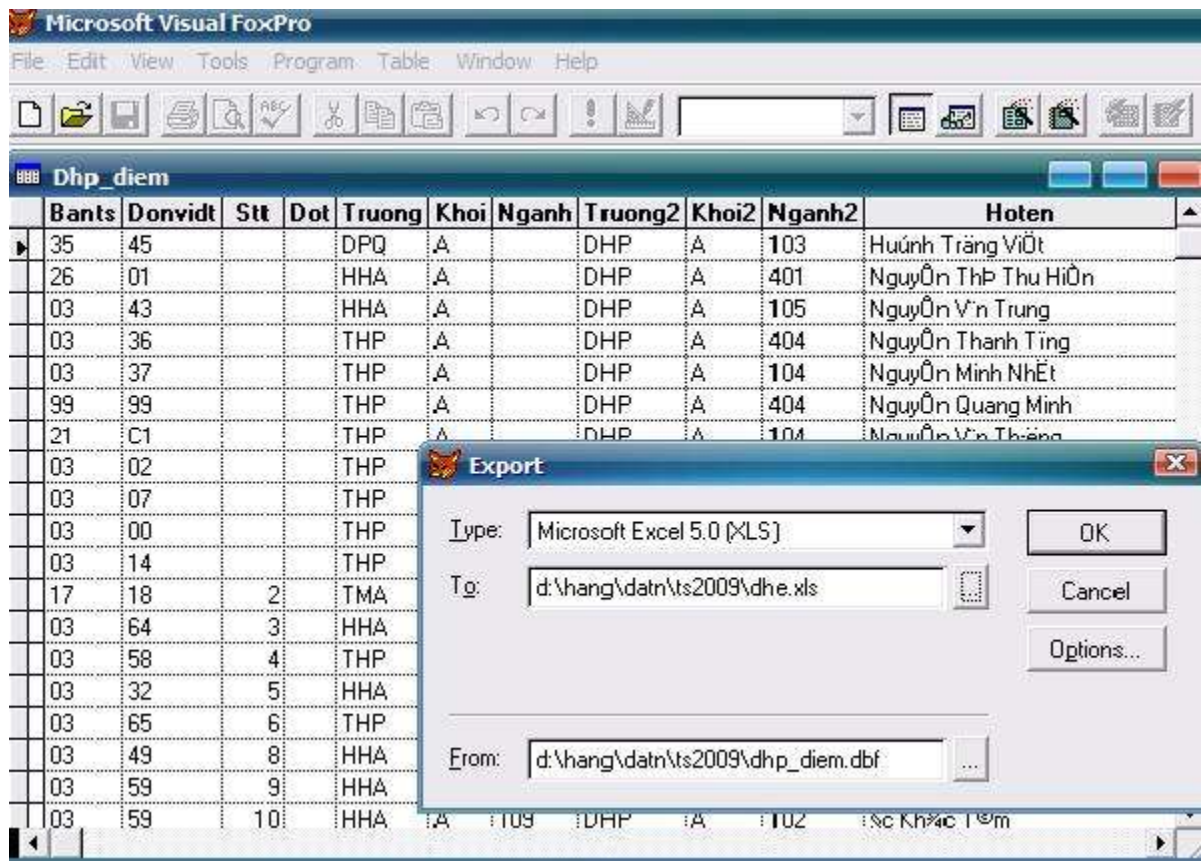 Microsoft Visual FoxPro
File Edit View Tools Program Table Window Help
Dhp_diem
Bants Donvidt Stt Dot Truong Khoi Nganh Truong2 Khoi2 Nganh2 Hoten
35 45 DPQ A DHP A 103 Huúnh Träng ViÖt
26 01 HHA A DHP A 401 NguyÔn ThÞ Thu HiÒn
03 43 HHA A DHP A 105 NguyÔn V¨n Trung
03 36 THP A DHP A 404 NguyÔn Thanh Tïng
03 37 THP A DHP A 104 NguyÔn Minh NhËt
99 99 THP A DHP A 404 NguyÔn Quang Minh
21 C1 THP A DHP A 104 NguyÔn V¨n
03 02 THP
03 07 THP
03 00 THP
03 14 THP
17 18 2 TMA
03 64 3 HHA
03 58 4 THP
03 32 5 HHA
03 65 6 THP
03 49 8 HHA
03 59 9 HHA
03 59 10 HHA A 109 DHP A 102
Export
Type: Microsoft Excel 5.0 (XLS)
OK
To: d:\hang\datn\ts2009\dhe.xls
Cancel
Options...
From: d:\hang\datn\ts2009\dhp_diem.dbf ...